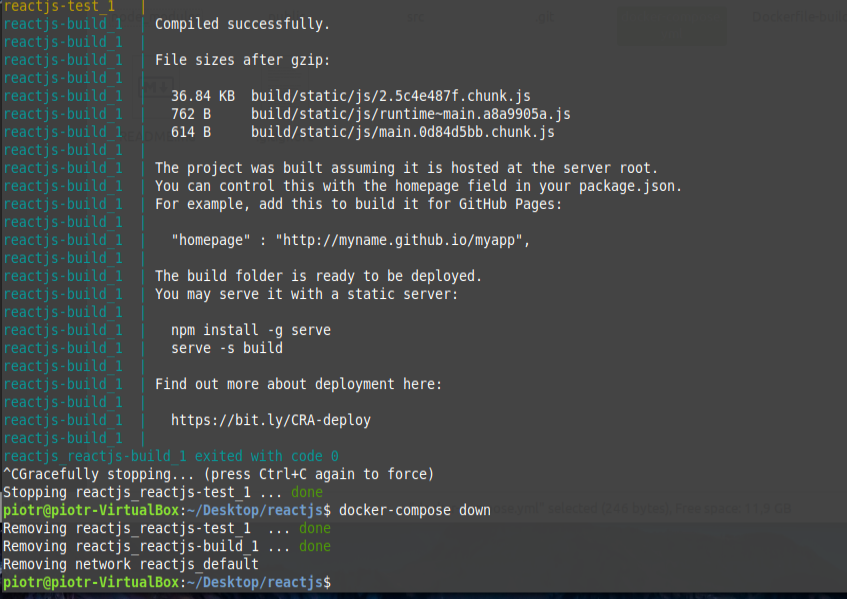 reactjs-test_1 |
reactjs-build_1 | Compiled successfully.
reactjs-build_1 |
reactjs-build_1 | File sizes after gzip:
reactjs-build_1 |
reactjs-build_1 | 36.84 KB build/static/js/2.5c4e487f.chunk.js
reactjs-build_1 | 762 B build/static/js/runtime~main.a8a9905a.js
reactjs-build_1 | 614 B build/static/js/main.0d84d5bb.chunk.js
reactjs-build_1 |
reactjs-build_1 | The project was built assuming it is hosted at the server root.
reactjs-build_1 | You can control this with the homepage field in your package.json.
reactjs-build_1 | For example, add this to build it for GitHub Pages:
reactjs-build_1 |
reactjs-build_1 | "homepage" : "http://myname.github.io/myapp",
reactjs-build_1 |
reactjs-build_1 | The build folder is ready to be deployed.
reactjs-build_1 | You may serve it with a static server:
reactjs-build_1 |
reactjs-build_1 | npm install -g serve
reactjs-build_1 | serve -s build
reactjs-build_1 |
reactjs-build_1 | Find out more about deployment here:
reactjs-build_1 |
reactjs-build_1 | https://bit.ly/CRA-deploy
reactjs-build_1 |
reactjs_reactjs-build_1 exited with code 0
^CGracefully stopping... (press Ctrl+C again to force)
Stopping reactjs_reactjs-test_1 ... done
piotr@piotr-VirtualBox:~/Desktop/reactjs$ docker-compose down
Removing reactjs_reactjs-test_1 ... done
Removing reactjs_reactjs-build_1 ... done
Removing network reactjs_default
piotr@piotr-VirtualBox:~/Desktop/reactjs$